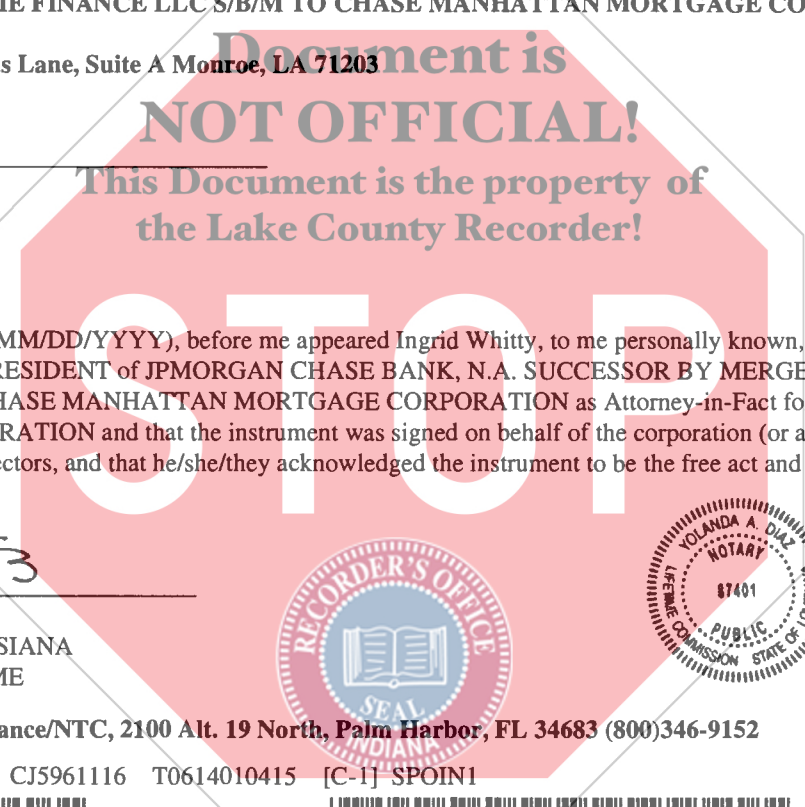 IE FINANCE LLC S/B/M TO CHASE MANHATTAN MORTGAGE CO
s Lane, Suite A Monroe, LA 71203
Document is
NOT OFFICIAL!
This Document is the property of
the Lake County Recorder!
STOP
MM/DD/YYYY), before me appeared Ingrid Whitty, to me personally known,
RESIDENT of JPMORGAN CHASE BANK, N.A. SUCCESSOR BY MERGE
HASE MANHATTAN MORTGAGE CORPORATION as Attorney-in-Fact fo
RATION and that the instrument was signed on behalf of the corporation (or a
ectors, and that he/she/they acknowledged the instrument to be the free act and
YOLANDA A. DIAZ
NOTARY
87401
PUBLIC
LIFETIME COMMISSION STATE OF
RECORDER'S OFFICE
SEAL
INDIANA
SIANA
ME
ance/NTC, 2100 Alt. 19 North, Palm Harbor, FL 34683 (800)346-9152
CJ5961116 T0614010415 [C-1] SPOIN1